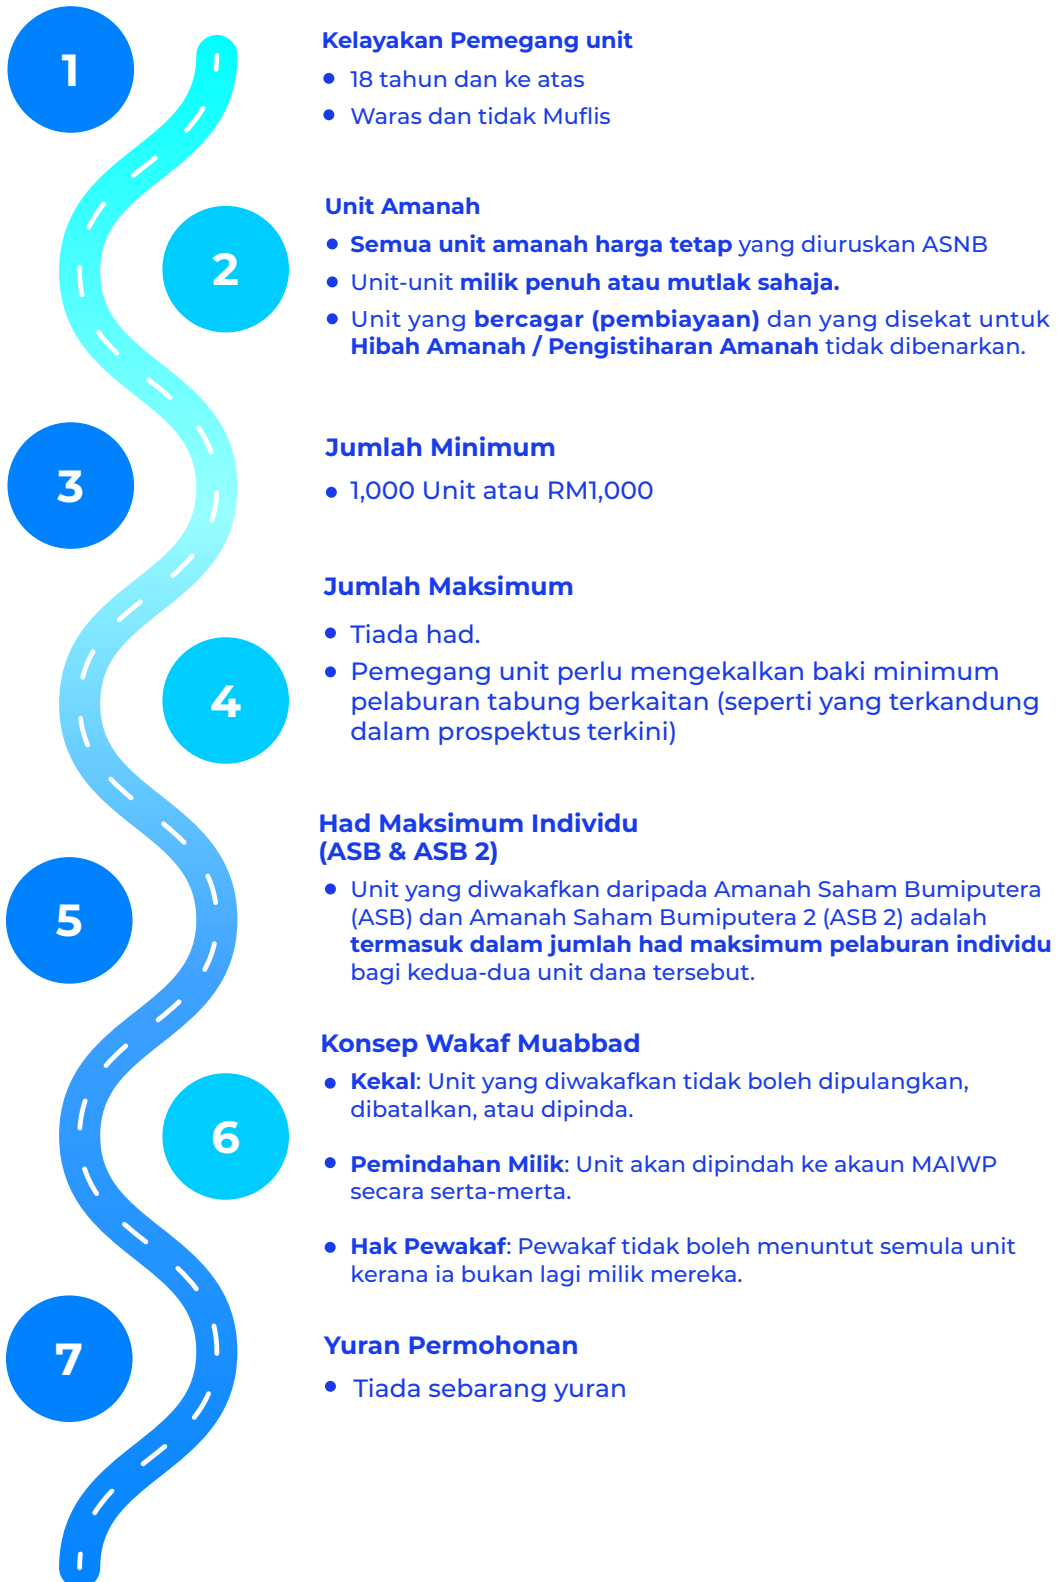 1
Kelayakan Pemegang unit
• 18 tahun dan ke atas
• Waras dan tidak Muflis
2
Unit Amanah
• Semua unit amanah harga tetap yang diuruskan ASNB
• Unit-unit milik penuh atau mutlak sahaja.
• Unit yang bercagar (pembiayaan) dan yang disekat untuk
Hibah Amanah / Pengistiharan Amanah tidak dibenarkan.
3
Jumlah Minimum
• 1,000 Unit atau RM1,000
4
Jumlah Maksimum
• Tiada had.
• Pemegang unit perlu mengekalkan baki minimum
pelaburan tabung berkaitan (seperti yang terkandung
dalam prospektus terkini)
5
Had Maksimum Individu
(ASB & ASB 2)
• Unit yang diwakafkan daripada Amanah Saham Bumiputera
(ASB) dan Amanah Saham Bumiputera 2 (ASB 2) adalah
termasuk dalam jumlah had maksimum pelaburan individu
bagi kedua-dua unit dana tersebut.
6
Konsep Wakaf Muabbad
• Kekal: Unit yang diwakafkan tidak boleh dipulangkan,
dibatalkan, atau dipinda.
• Pemindahan Milik: Unit akan dipindah ke akaun MAIWP
secara serta-merta.
• Hak Pewakaf: Pewakaf tidak boleh menuntut semula unit
kerana ia bukan lagi milik mereka.
7
Yuran Permohonan
• Tiada sebarang yuran